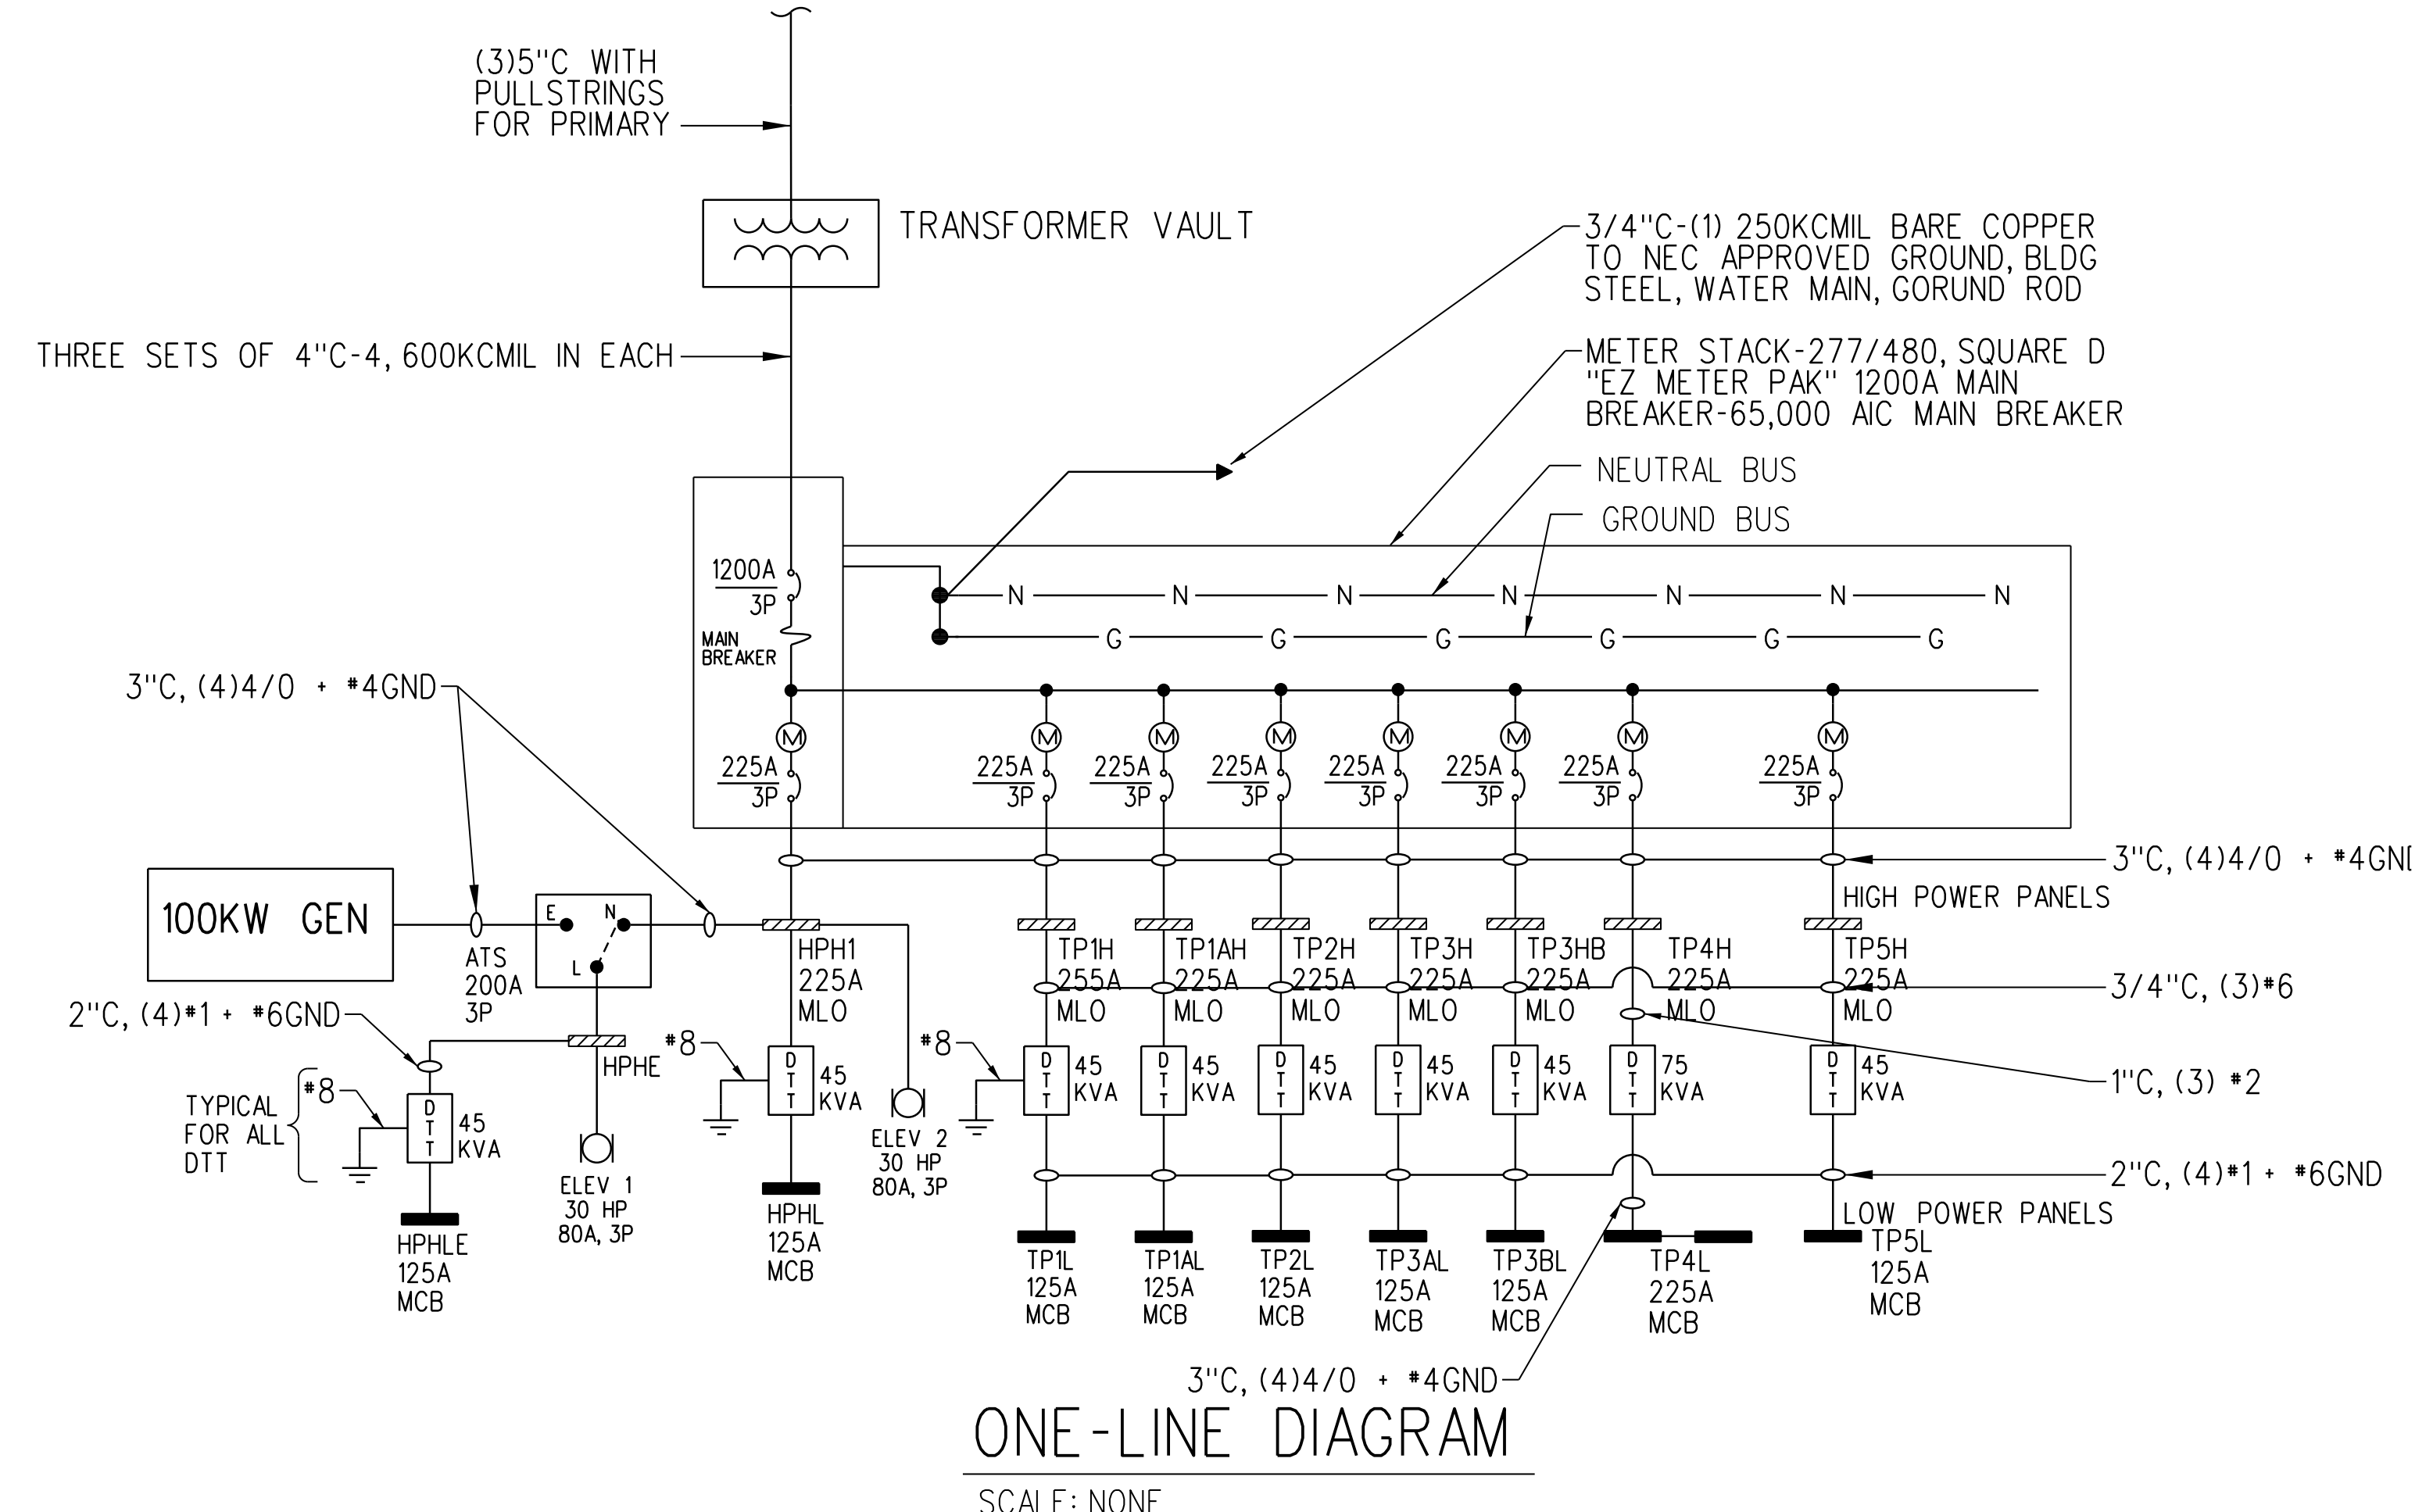 (3)5"C WITH
PULLSTRINGS
FOR PRIMARY
TRANSFORMER VAULT
3/4"C-(1) 250KCMIL BARE COPPER
TO NEC APPROVED GROUND, BLDG
STEEL, WATER MAIN, GORUND ROD
THREE SETS OF 4"C-4, 600KCMIL IN EACH
METER STACK-277/480, SQUARE D
"EZ METER PAK" 1200A MAIN
BREAKER-65,000 AIC MAIN BREAKER
NEUTRAL BUS
GROUND BUS
1200A
3P
MAIN
BREAKER
N N N N N N N
G G G G G G
3"C, (4)4/0 + #4GND
M M M M M M M M
225A 225A 225A 225A 225A 225A 225A 225A
3P 3P 3P 3P 3P 3P 3P 3P
3"C, (4)4/0 + #4GN
HIGH POWER PANELS
100KW GEN
E N
L
ATS
200A
3P
HPH1
225A
MLO
TP1H
255A
MLO
TP1AH
225A
MLO
TP2H
225A
MLO
TP3H
225A
MLO
TP3HB
225A
MLO
TP4H
225A
MLO
TP5H
225A
MLO
3/4"C, (3)#6
2"C, (4)#1 + #6GND
HPHE
#8
#8
1"C, (3) #2
TYPICAL
FOR ALL
DTT
#8
DTT
45
KVA
DTT
45
KVA
DTT
45
KVA
DTT
45
KVA
DTT
45
KVA
DTT
45
KVA
DTT
45
KVA
DTT
75
KVA
DTT
45
KVA
ELEV 1
30 HP
80A, 3P
ELEV 2
30 HP
80A, 3P
2"C, (4)#1 + #6GND
LOW POWER PANELS
HPHLE
125A
MCB
HPHL
125A
MCB
TP1L
125A
MCB
TP1AL
125A
MCB
TP2L
125A
MCB
TP3AL
125A
MCB
TP3BL
125A
MCB
TP4L
225A
MCB
TP5L
125A
MCB
3"C, (4)4/0 + #4GND
ONE-LINE DIAGRAM
SCALE: NONE